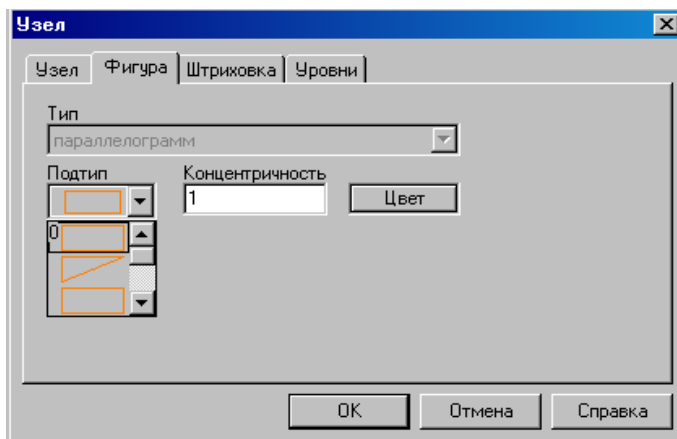 Узел
Узел Фигура Штриховка Уровни
Тип
параллелограмм
Подтип Концентричность
1 Цвет
0
OK Отмена Справка